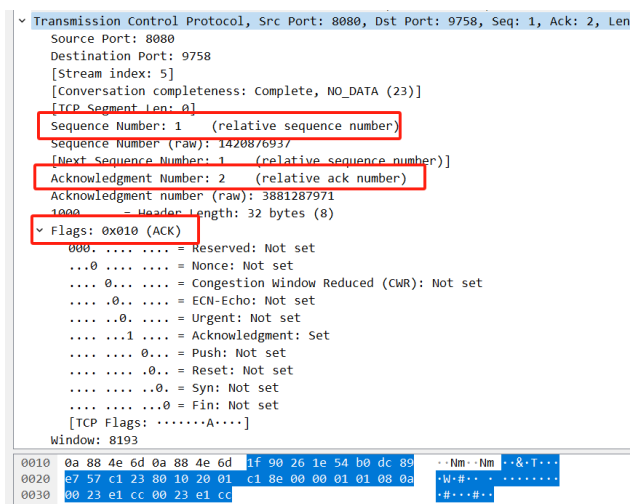 Transmission Control Protocol, Src Port: 8080, Dst Port: 9758, Seq: 1, Ack: 2, Len
Source Port: 8080
Destination Port: 9758
[Stream index: 5]
[Conversation completeness: Complete, NO_DATA (23)]
[TCP Segment Len: 0]
Sequence Number: 1    (relative sequence number)
Sequence Number (raw): 1420876937
[Next Sequence Number: 1    (relative sequence number)]
Acknowledgment Number: 2    (relative ack number)
Acknowledgment number (raw): 3881287971
1000 .... = Header Length: 32 bytes (8)
Flags: 0x010 (ACK)
000. .... .... = Reserved: Not set
...0 .... .... = Nonce: Not set
.... 0... .... = Congestion Window Reduced (CWR): Not set
.... .0.. .... = ECN-Echo: Not set
.... ..0. .... = Urgent: Not set
.... ...1 .... = Acknowledgment: Set
.... .... 0... = Push: Not set
.... .... .0.. = Reset: Not set
.... .... ..0. = Syn: Not set
.... .... ...0 = Fin: Not set
[TCP Flags: ·······A····]
Window: 8193
0010 0a 88 4e 6d 0a 88 4e 6d 1f 90 26 1e 54 b0 dc 89 ··Nm··Nm ··&·T···
0020 e7 57 c1 23 80 10 20 01 c1 8e 00 00 01 01 08 0a ·W·#·· · ········
0030 00 23 e1 cc 00 23 e1 cc ·#···#··